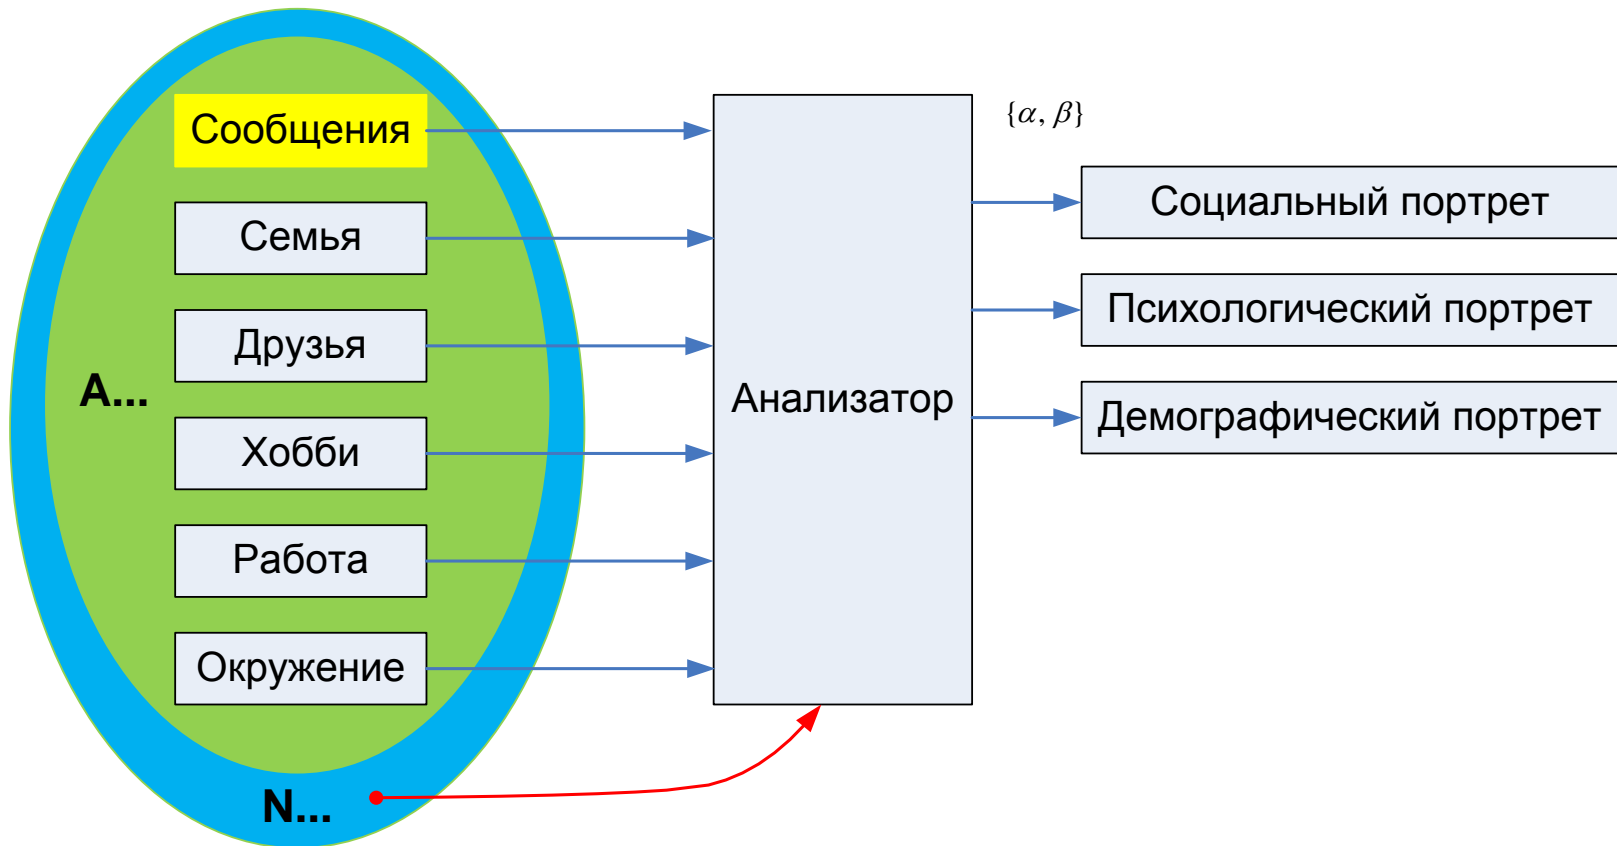 Сообщения
Семья
Друзья
A...
Хобби
Работа
Окружение
N...
Анализатор
{α, β}
Социальный портрет
Психологический портрет
Демографический портрет